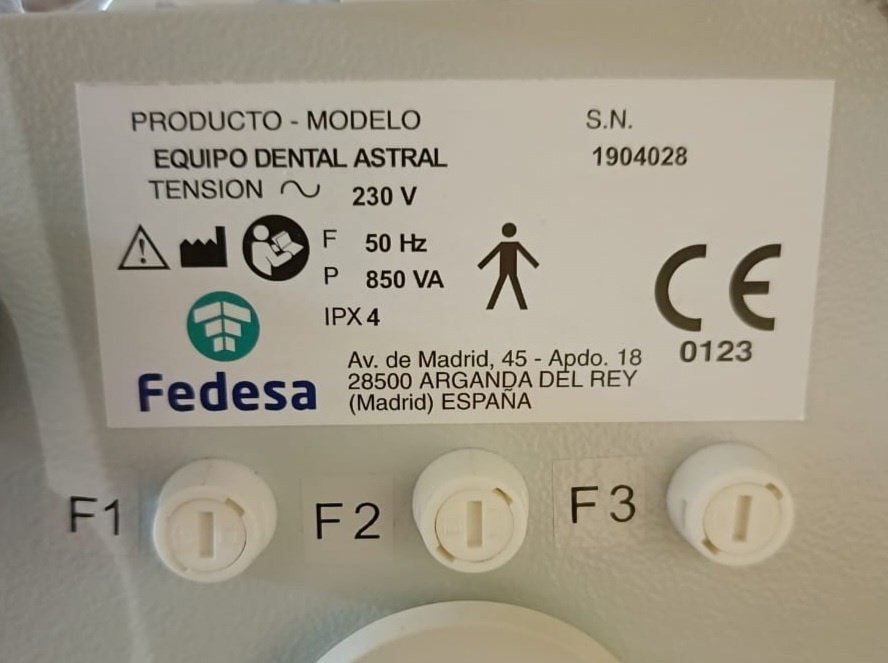 PRODUCTO - MODELO
S.N.
EQUIPO DENTAL ASTRAL
1904028
TENSION 230 V
F 50 Hz
P 850 VA
IPX 4
CE
0123
Fedesa
Av. de Madrid, 45 - Apdo. 18
28500 ARGANDA DEL REY
(Madrid) ESPAÑA
F1
F2
F3